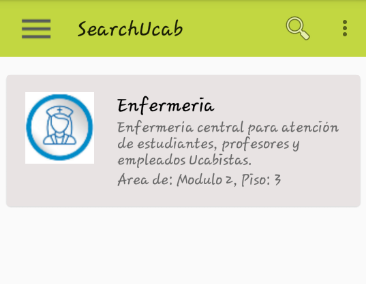 SearchUcab
Enfermeria
Enfermeria central para atención
de estudiantes, profesores y
empleados Ucabistas.
Area de: Modulo 2, Piso: 3